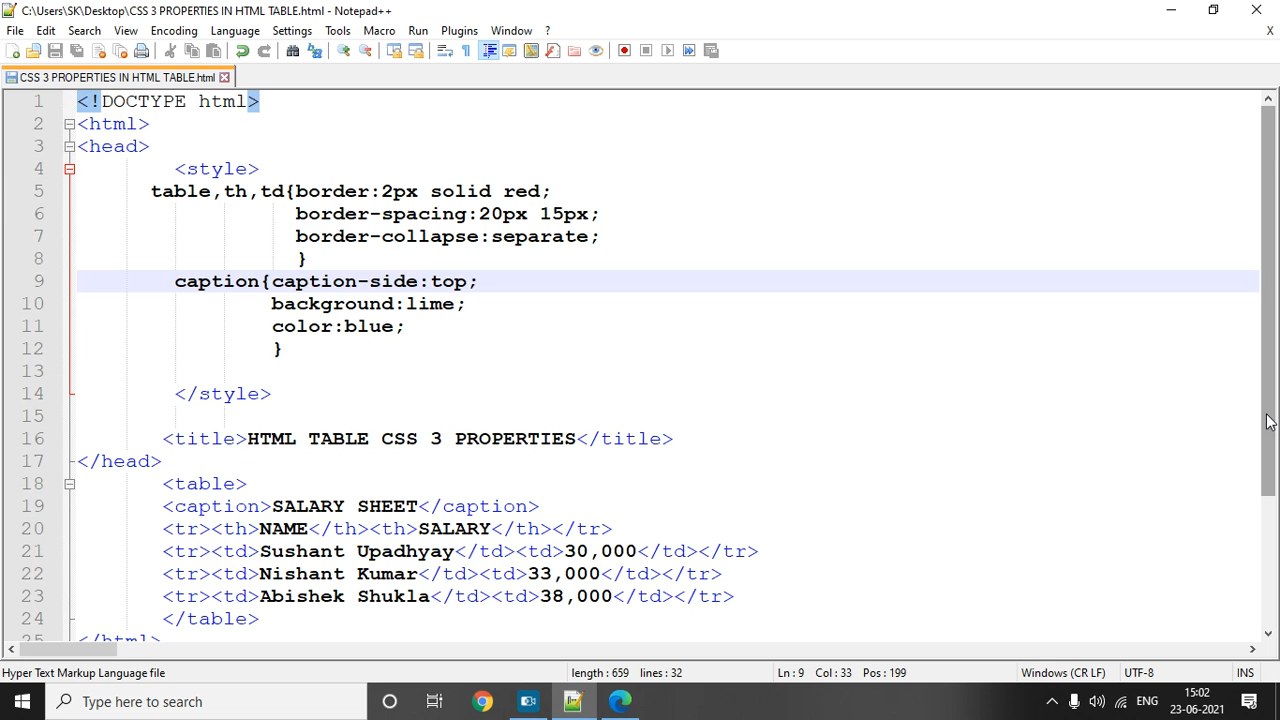 C:\Users\SK\Desktop\CSS 3 PROPERTIES IN HTML TABLE.html - Notepad++
File Edit Search View Encoding Language Settings Tools Macro Run Plugins Window ?
X
CSS 3 PROPERTIES IN HTML TABLE.html
1 <!DOCTYPE html>
2 <html>
3 <head>
4 <style>
5 table,th,td{border:2px solid red;
6 border-spacing:20px 15px;
7 border-collapse:separate;
8 }
9 caption{caption-side:top;
10 background:lime;
11 color:blue;
12 }
13
14 </style>
15
16 <title>HTML TABLE CSS 3 PROPERTIES</title>
17 </head>
18 <table>
19 <caption>SALARY SHEET</caption>
20 <tr><th>NAME</th><th>SALARY</th></tr>
21 <tr><td>Sushant Upadhyay</td><td>30,000</td></tr>
22 <tr><td>Nishant Kumar</td><td>33,000</td></tr>
23 <tr><td>Abishek Shukla</td><td>38,000</td></tr>
24 </table>
25 </html>
Hyper Text Markup Language file length : 659 lines : 32 Ln : 9 Col : 33 Pos : 199 Windows (CR LF) UTF-8 INS
Type here to search ENG 15:02
23-06-2021